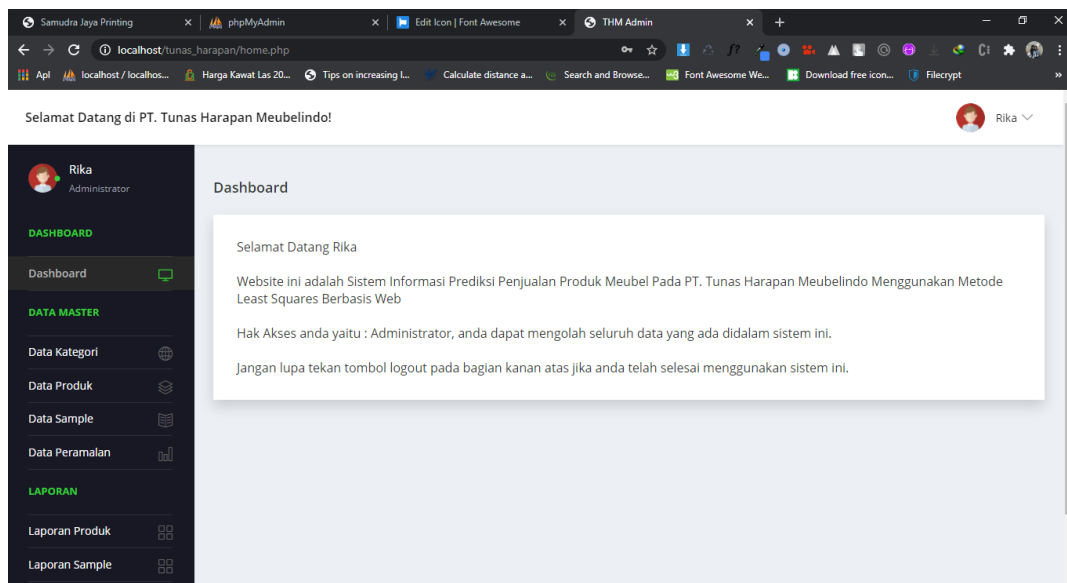 Samudra Jaya Printing
phpMyAdmin
Edit Icon | Font Awesome
THM Admin
localhost/tunas_harapan/home.php
Apl
localhost / localhos...
Harga Kawat Las 20...
Tips on increasing l...
Calculate distance a...
Search and Browse...
Font Awesome We...
Download free icon...
Filecrypt
Selamat Datang di PT. Tunas Harapan Meubelindo!
Rika
Rika
Administrator
DASHBOARD
Dashboard
DATA MASTER
Data Kategori
Data Produk
Data Sample
Data Peramalan
LAPORAN
Laporan Produk
Laporan Sample
Dashboard
Selamat Datang Rika
Website ini adalah Sistem Informasi Prediksi Penjualan Produk Meubel Pada PT. Tunas Harapan Meubelindo Menggunakan Metode
Least Squares Berbasis Web
Hak Akses anda yaitu : Administrator, anda dapat mengolah seluruh data yang ada didalam sistem ini.
Jangan lupa tekan tombol logout pada bagian kanan atas jika anda telah selesai menggunakan sistem ini.